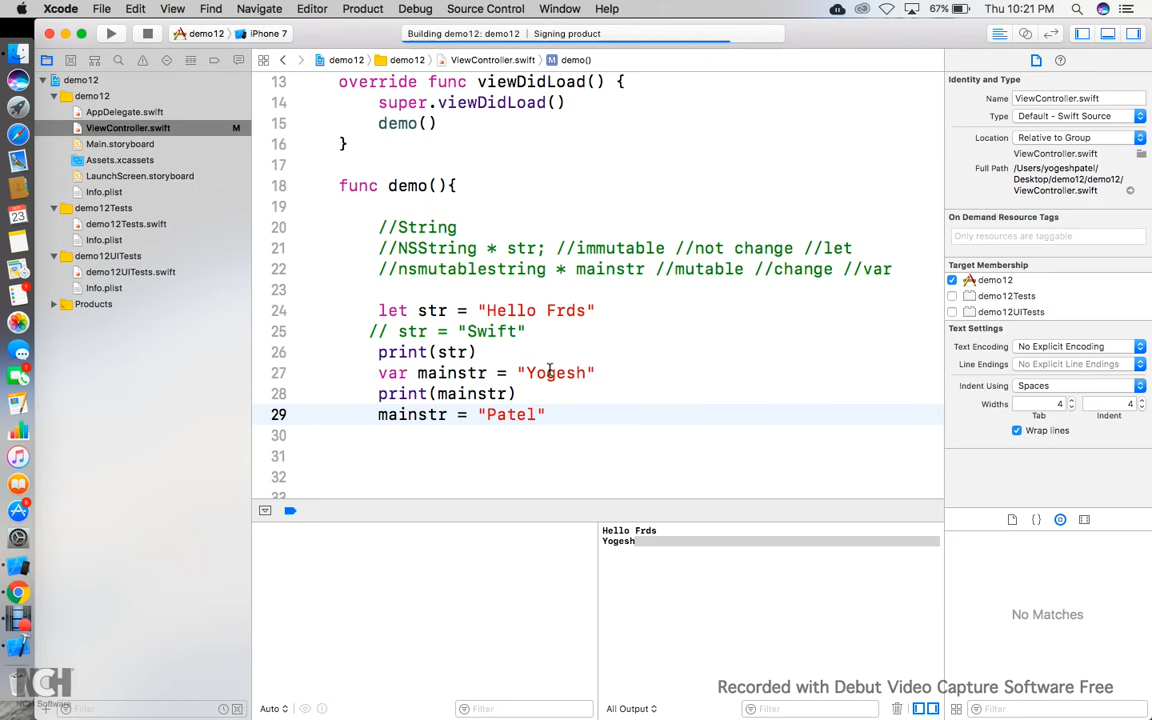 Xcode File Edit View Find Navigate Editor Product Debug Source Control Window Help 67% Thu 10:21 PM
demo12 iPhone 7 Building demo12: demo12 Signing product
demo12 demo12 ViewController.swift demo()
demo12
demo12
AppDelegate.swift
ViewController.swift M
Main.storyboard
Assets.xcassets
LaunchScreen.storyboard
Info.plist
demo12Tests
demo12Tests.swift
Info.plist
demo12UITests
demo12UITests.swift
Info.plist
Products
13 override func viewDidLoad() {
14 super.viewDidLoad()
15 demo()
16 }
17
18 func demo(){
19
20 //String
21 //NSString * str; //immutable //not change //let
22 //nsmutablestring * mainstr //mutable //change //var
23
24 let str = "Hello Frds"
25 // str = "Swift"
26 print(str)
27 var mainstr = "Yogesh"
28 print(mainstr)
29 mainstr = "Patel"
30
31
32
33
Hello Frds
Yogesh
Auto Filter All Output Filter Filter
Identity and Type
Name ViewController.swift
Type Default - Swift Source
Location Relative to Group
ViewController.swift
Full Path /Users/yogeshpatel/
Desktop/demo12/demo12/
ViewController.swift
On Demand Resource Tags
Only resources are taggable
Target Membership
demo12
demo12Tests
demo12UITests
Text Settings
Text Encoding No Explicit Encoding
Line Endings No Explicit Line Endings
Indent Using Spaces
Widths 4 4
Tab Indent
Wrap lines
No Matches
NCH
NCH Software
Filter
Recorded with Debut Video Capture Software Free